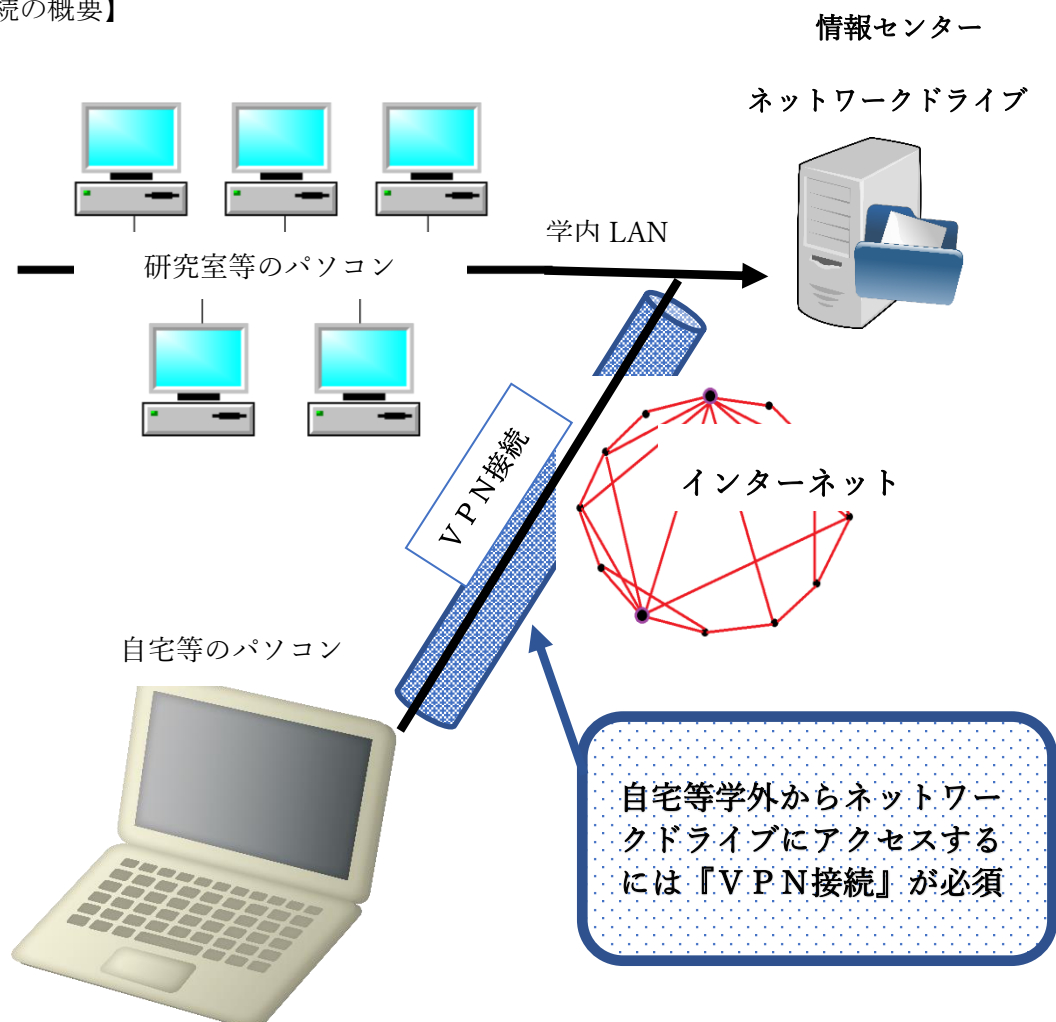 続の概要】
情報センター
ネットワークドライブ
学内 LAN
研究室等のパソコン
ＶＰＮ接続
インターネット
自宅等のパソコン
自宅等学外からネットワー
クドライブにアクセスする
には『ＶＰＮ接続』が必須